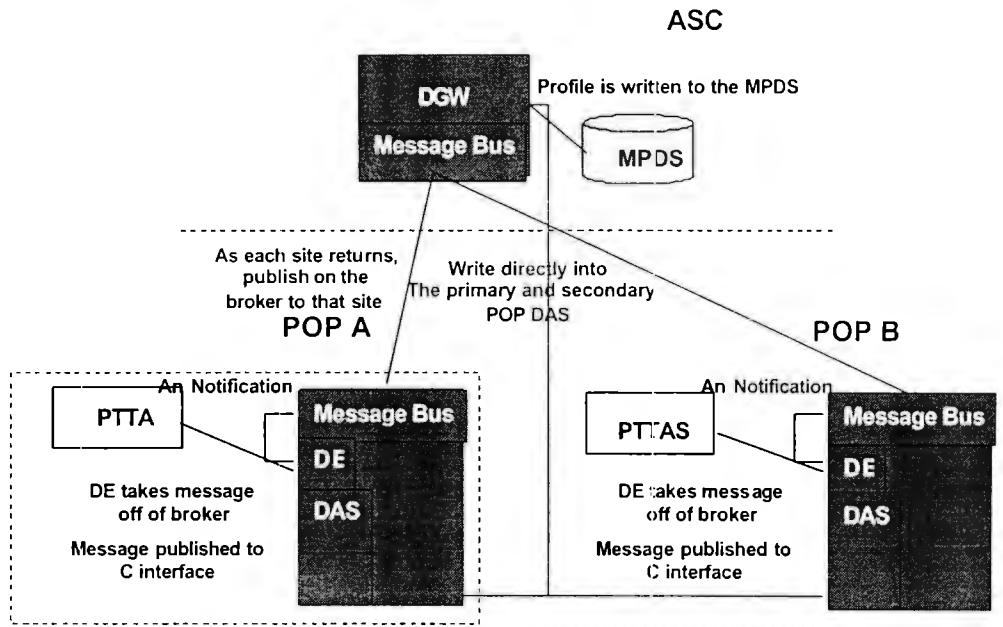 ASC
DGW
Message Bus
Profile is written to the MPDS
MPDS
As each site returns,
publish on the
broker to that site
Write directly into
The primary and secondary
POP DAS
POP A
POP B
An Notification
PTTA
Message Bus
DE
DAS
DE takes message
off of broker
Message published to
C interface
An Notification
PTTAS
Message Bus
DE
DAS
DE takes message
off of broker
Message published to
C interface